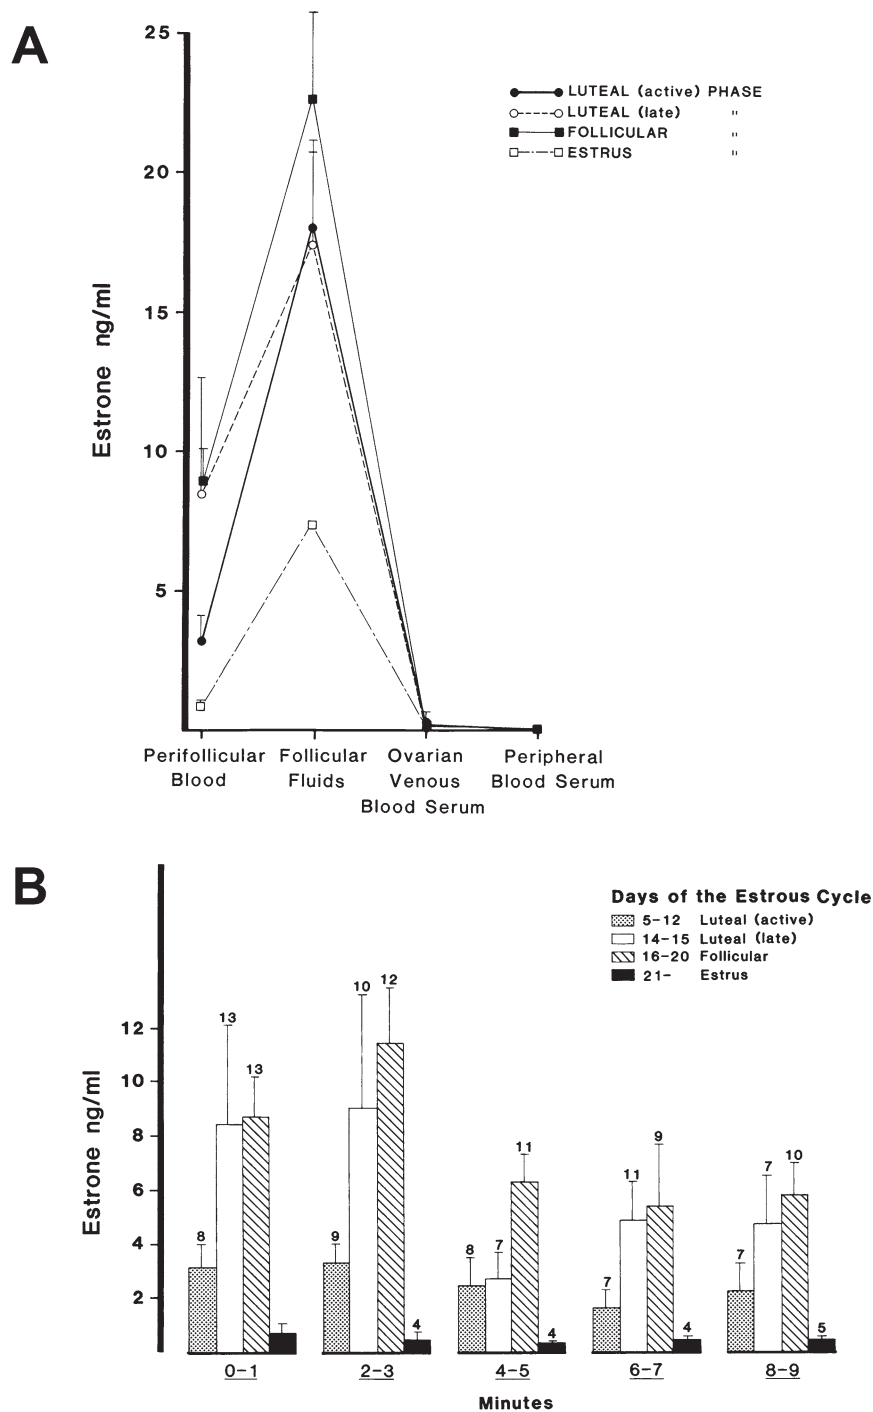 A
25
20
15
10
5
Estrone ng/ml
LUTEAL (active) PHASE
LUTEAL (late) "
FOLLICULAR "
ESTRUS "
Perifollicular Blood
Follicular Fluids
Ovarian Venous Blood Serum
Peripheral Blood Serum
B
Days of the Estrous Cycle
5-12 Luteal (active)
14-15 Luteal (late)
16-20 Follicular
21- Estrus
12
10
8
6
4
2
Estrone ng/ml
8 13 13
9 10 12 4
8 7 11 4
7 11 9 4
7 7 10 5
0-1 2-3 4-5 6-7 8-9
Minutes